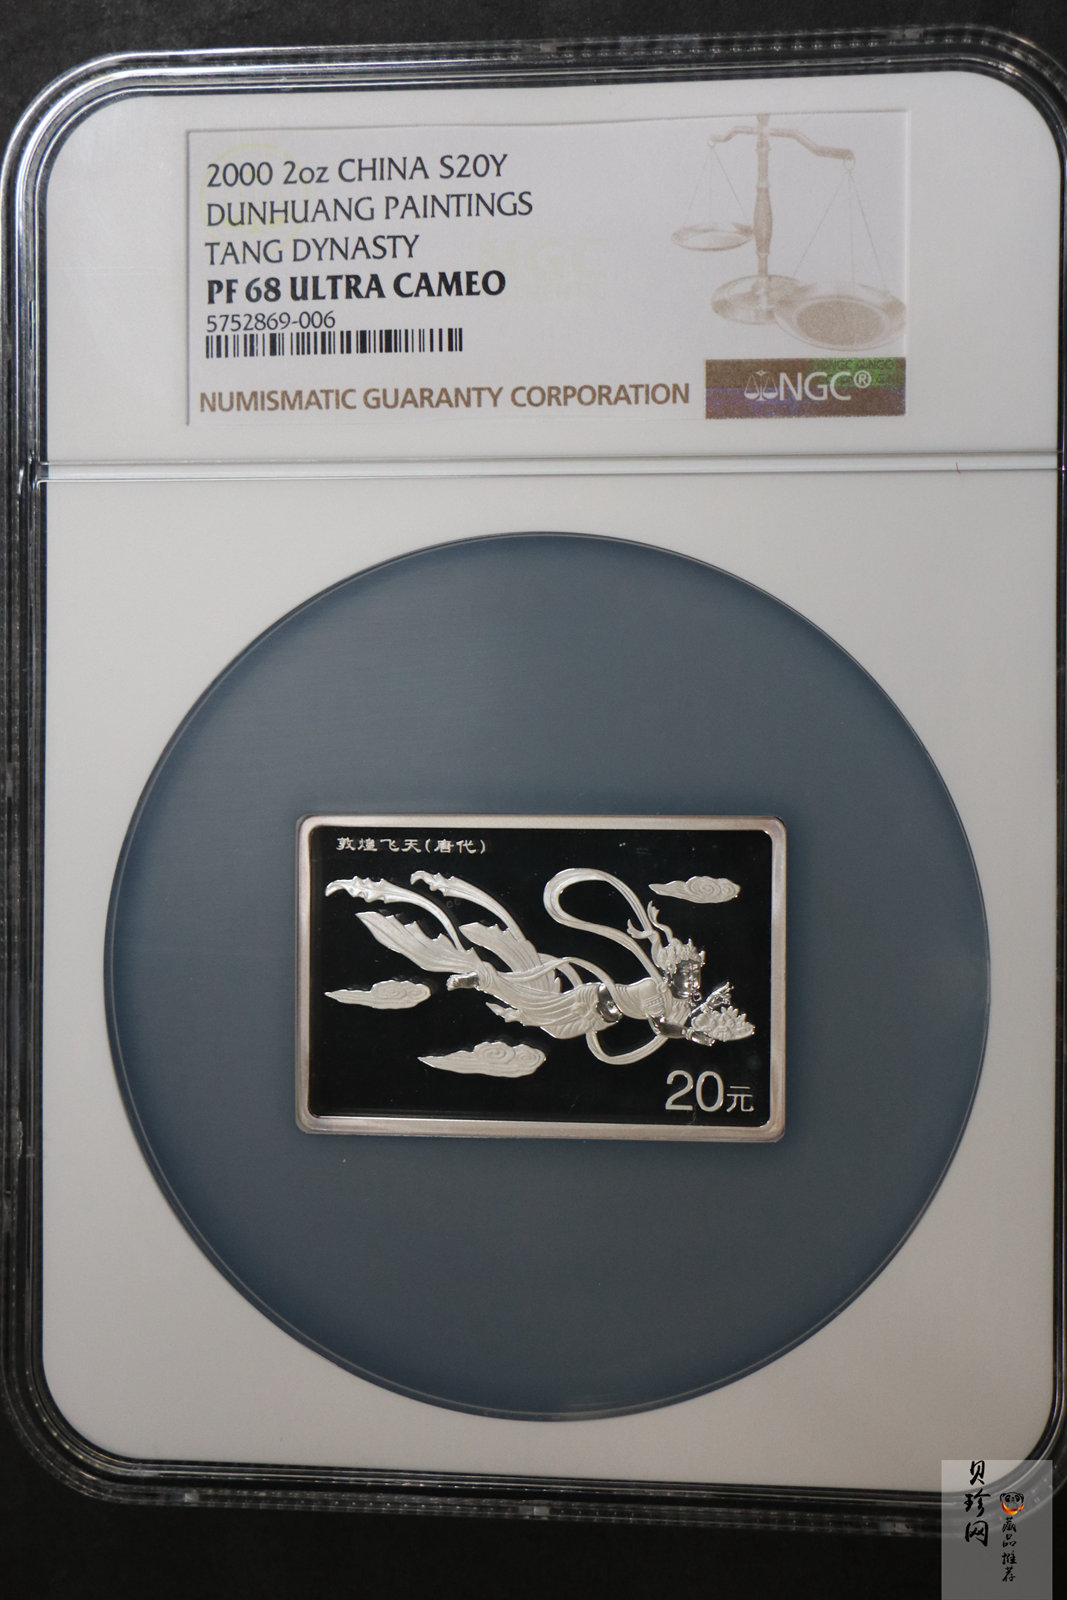 2000 2oz CHINA S20Y
DUNHUANG PAINTINGS
TANG DYNASTY
PF 68 ULTRA CAMEO
5752869-006
NUMISMATIC GUARANTY CORPORATION
NGC®
敦煌飞天(唐代)
20元
贝珍网
藏品推荐